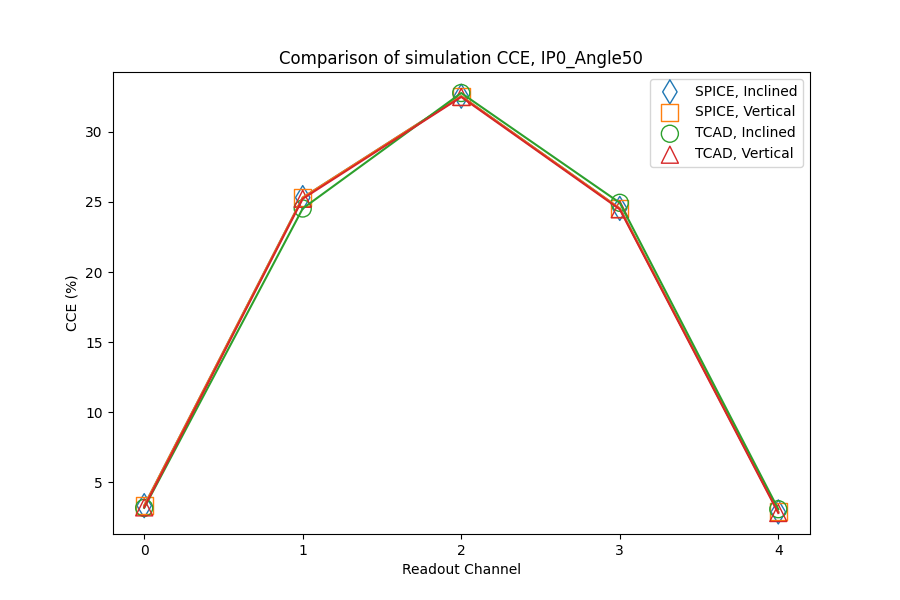 Comparison of simulation CCE, IP0_Angle50
SPICE, Inclined
SPICE, Vertical
TCAD, Inclined
TCAD, Vertical
CCE (%)
30
25
20
15
10
5
0 1 2 3 4
Readout Channel